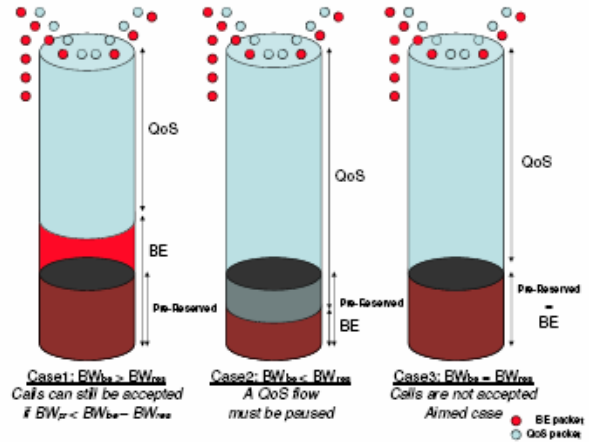 QoS
BE
Pre-Reserved
Case1: BWbe > BWres
Calls can still be accepted
if BWpr < BWbe – BWres
QoS
Pre-Reserved
BE
Case2: BWbe < BWres
A QoS flow
must be paused
QoS
Pre-Reserved
=
BE
Case3: BWbe = BWres
Calls are not accepted
Aimed case
BE packet
QoS packet